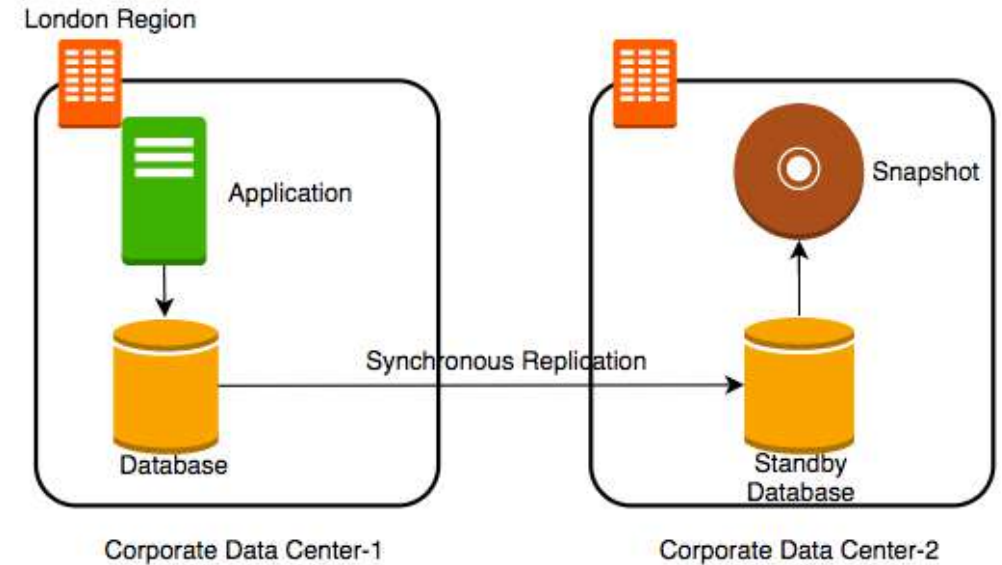 London Region
Application
Snapshot
Synchronous Replication
Database
Standby
Database
Corporate Data Center-1
Corporate Data Center-2